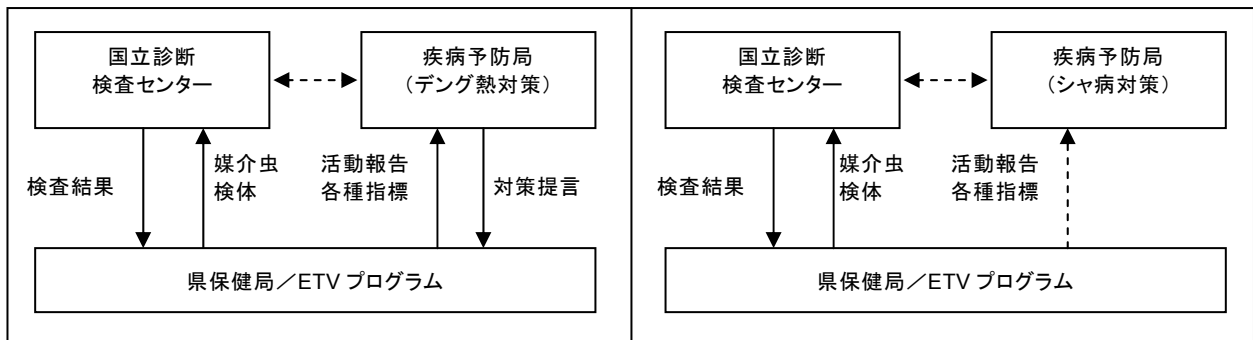 国立診断
検査センター
疾病予防局
（デング熱対策）
検査結果
媒介虫
検体
活動報告
各種指標
対策提言
県保健局／ETV プログラム
国立診断
検査センター
疾病予防局
（シャ病対策）
検査結果
媒介虫
検体
活動報告
各種指標
県保健局／ETV プログラム